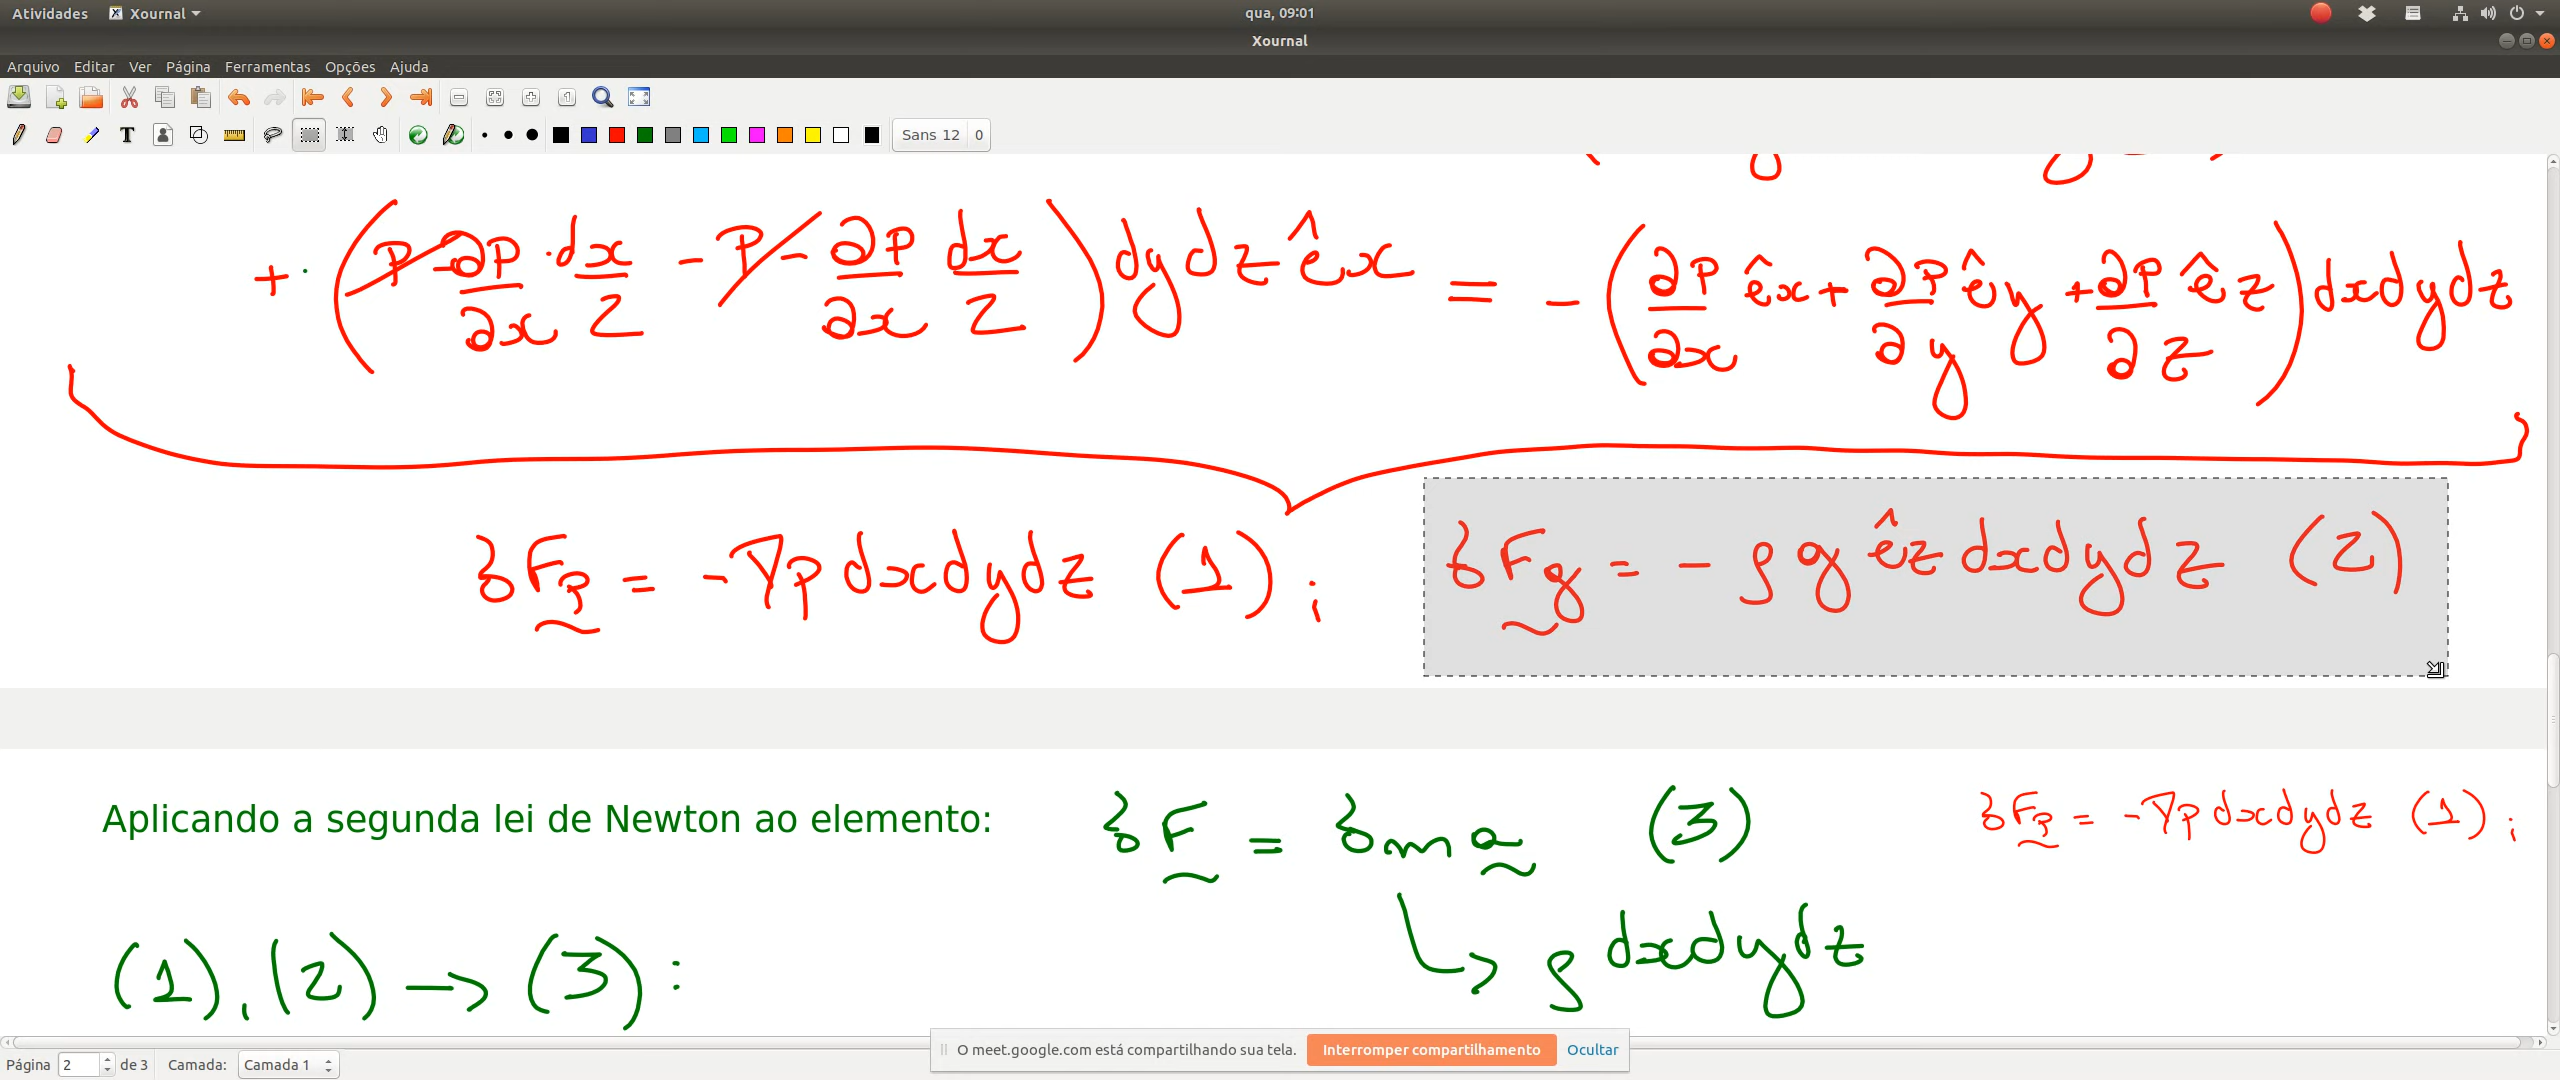 Atividades Xournal qua, 09:01
Xournal
Arquivo Editar Ver Página Ferramentas Opções Ajuda
Sans 12 0
+ · (P - ∂P/∂x · dx/2 - P - ∂P/∂x dx/2) dydz êx = - (∂P/∂x êx + ∂P/∂y êy + ∂P/∂z êz) dxdydz
δFp = -∇p dxdydz (1) ; δFg = - ρg êz dxdydz (2)
Aplicando a segunda lei de Newton ao elemento: δF = δm a (3) δFp = -∇p dxdydz (1) ;
↳ ρ dxdydz
(1), (2) → (3) :
O meet.google.com está compartilhando sua tela. Interromper compartilhamento Ocultar
Página 2 de 3 Camada: Camada 1